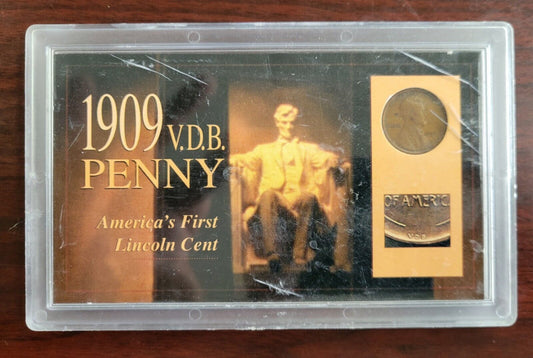 1909 V.D.B.
PENNY
America's First
Lincoln Cent
OF AMERIC